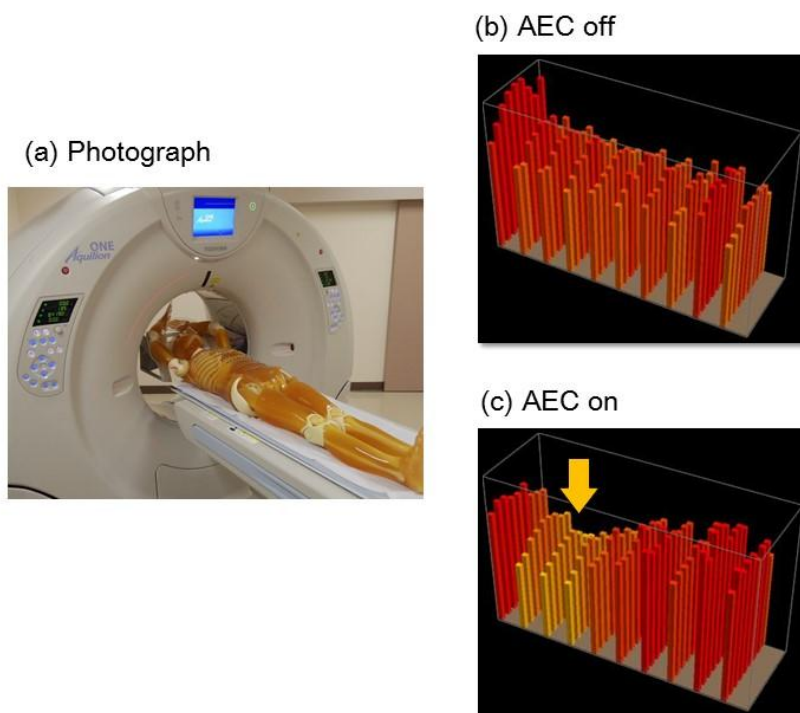 (b) AEC off
(a) Photograph
ONE
Aquilion
TOSHIBA
(c) AEC on